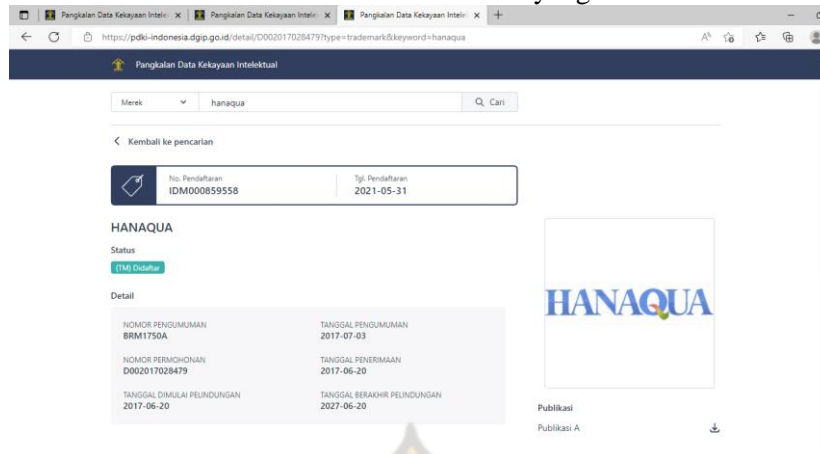 Pangkalan Data Kekayaan Intele
Pangkalan Data Kekayaan Intele
Pangkalan Data Kekayaan Intele
https://pdki-indonesia.dgip.go.id/detail/D002017028479?type=trademark&keyword=hanaqua
Pangkalan Data Kekayaan Intelektual
Merek hanaqua Cari
Kembali ke pencarian
No. Pendaftaran Tgl. Pendaftaran
IDM000859558 2021-05-31
HANAQUA
Status
(TM) Didaftar
Detail
HANAQUA
NOMOR PENGUMUMAN TANGGAL PENGUMUMAN
BRM1750A 2017-07-03
NOMOR PERMOHONAN TANGGAL PENERIMAAN
D002017028479 2017-06-20
TANGGAL DIMULAI PELINDUNGAN TANGGAL BERAKHIR PELINDUNGAN
2017-06-20 2027-06-20
Publikasi
Publikasi A